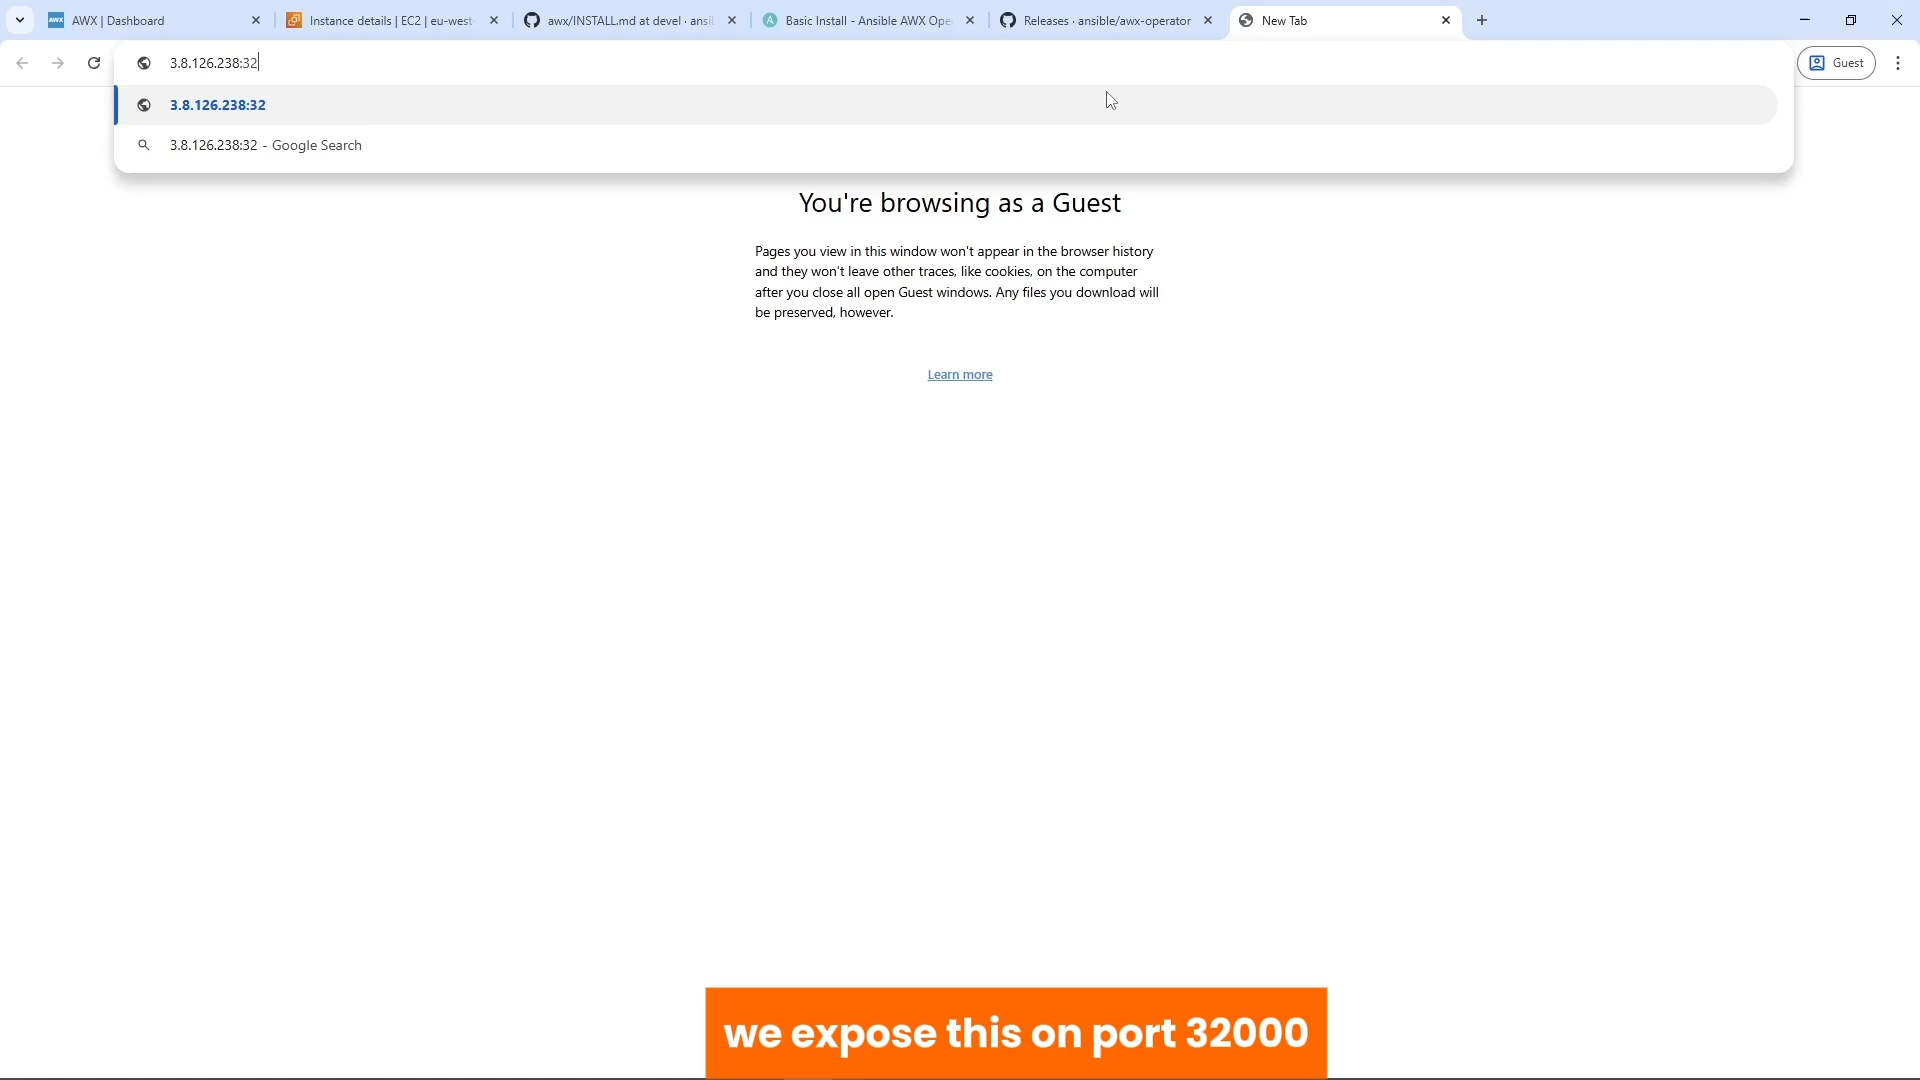 AWX | Dashboard
Instance details | EC2 | eu-west-
awx/INSTALL.md at devel · ansi
Basic Install - Ansible AWX Ope
Releases · ansible/awx-operator
New Tab
3.8.126.238:32
Guest
3.8.126.238:32
3.8.126.238:32 - Google Search
You're browsing as a Guest
Pages you view in this window won't appear in the browser history
and they won't leave other traces, like cookies, on the computer
after you close all open Guest windows. Any files you download will
be preserved, however.
Learn more
we expose this on port 32000